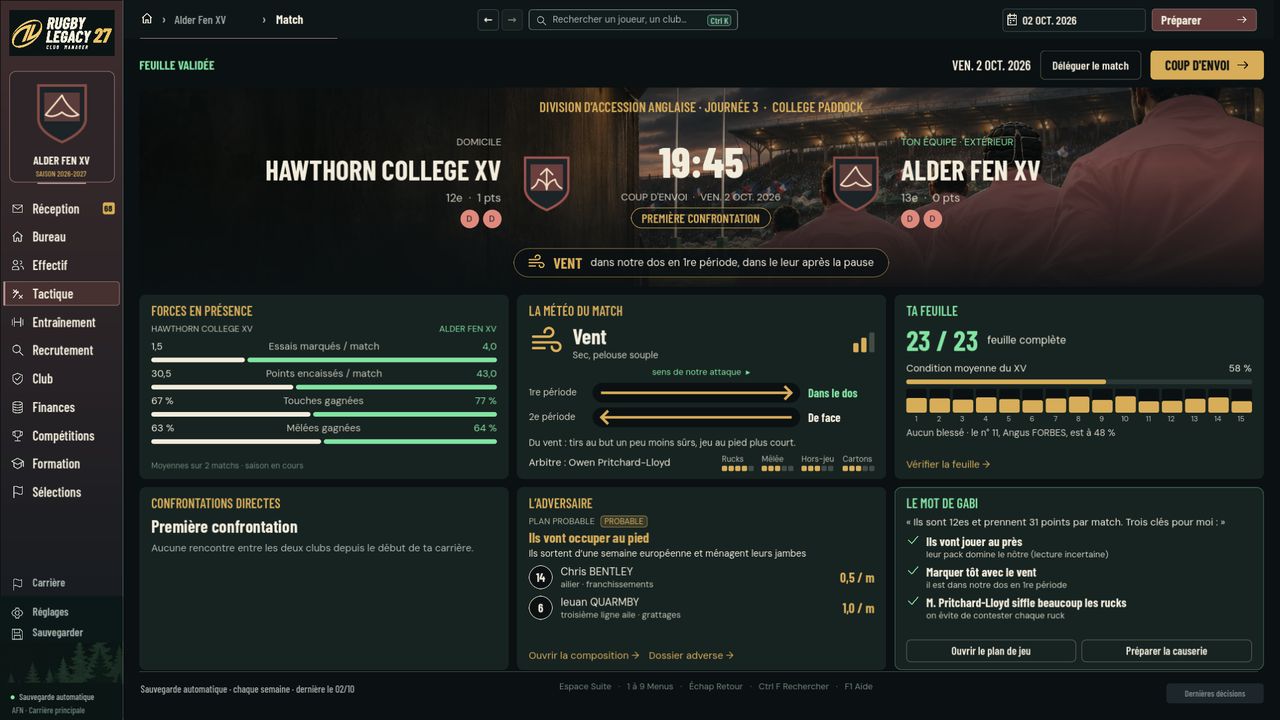 RUGBY
LEGACY 27
CLUB MANAGER
ALDER FEN XV
SAISON 2026-2027
Réception 68
Bureau
Effectif
Tactique
Entraînement
Recrutement
Club
Finances
Compétitions
Formation
Sélections
Carrière
Réglages
Sauvegarder
Sauvegarde automatique
AFN · Carrière principale
› Alder Fen XV › Match
← → Rechercher un joueur, un club... Ctrl K
02 OCT. 2026
Préparer →
FEUILLE VALIDÉE
VEN. 2 OCT. 2026
Déléguer le match
COUP D'ENVOI →
DIVISION D'ACCESSION ANGLAISE · JOURNÉE 3 · COLLEGE PADDOCK
DOMICILE
HAWTHORN COLLEGE XV
12e · 1 pts
D D
19:45
COUP D'ENVOI · VEN. 2 OCT. 2026
PREMIÈRE CONFRONTATION
TON ÉQUIPE · EXTÉRIEUR
ALDER FEN XV
13e · 0 pts
D D
VENT dans notre dos en 1re période, dans le leur après la pause
FORCES EN PRÉSENCE
HAWTHORN COLLEGE XV ALDER FEN XV
1,5 Essais marqués / match 4,0
30,5 Points encaissés / match 43,0
67 % Touches gagnées 77 %
63 % Mêlées gagnées 64 %
Moyennes sur 2 matchs · saison en cours
LA MÉTÉO DU MATCH
Vent
Sec, pelouse souple
sens de notre attaque ►
1re période Dans le dos
2e période De face
Du vent : tirs au but un peu moins sûrs, jeu au pied plus court.
Arbitre : Owen Pritchard-Lloyd
Rucks Mêlée Hors-jeu Cartons
TA FEUILLE
23 / 23 feuille complète
Condition moyenne du XV 58 %
1 2 3 4 5 6 7 8 9 10 11 12 13 14 15
Aucun blessé · le n° 11, Angus FORBES, est à 48 %
Vérifier la feuille →
CONFRONTATIONS DIRECTES
Première confrontation
Aucune rencontre entre les deux clubs depuis le début de ta carrière.
L'ADVERSAIRE
PLAN PROBABLE PROBABLE
Ils vont occuper au pied
Ils sortent d'une semaine européenne et ménagent leurs jambes
14 Chris BENTLEY 0,5 / m
ailier · franchissements
6 Ieuan QUARMBY 1,0 / m
troisième ligne aile · grattages
Ouvrir la composition → Dossier adverse →
LE MOT DE GABI
« Ils sont 12es et prennent 31 points par match. Trois clés pour moi : »
Ils vont jouer au près
leur pack domine le nôtre (lecture incertaine)
Marquer tôt avec le vent
il est dans notre dos en 1re période
M. Pritchard-Lloyd siffle beaucoup les rucks
on évite de contester chaque ruck
Ouvrir le plan de jeu
Préparer la causerie
Sauvegarde automatique · chaque semaine · dernière le 02/10
Espace Suite · 1 à 9 Menus · Échap Retour · Ctrl F Rechercher · F1 Aide
Dernières décisions